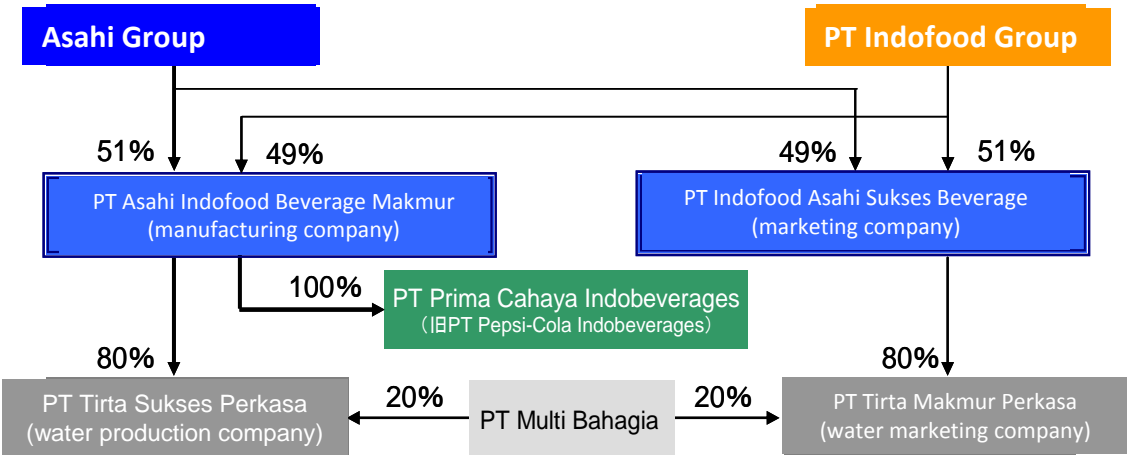 Asahi Group
PT Indofood Group
51%
49%
49%
51%
PT Asahi Indofood Beverage Makmur
(manufacturing company)
PT Indofood Asahi Sukses Beverage
(marketing company)
100%
PT Prima Cahaya Indobeverages
（旧PT Pepsi-Cola Indobeverages）
80%
80%
PT Tirta Sukses Perkasa
(water production company)
20%
PT Multi Bahagia
20%
PT Tirta Makmur Perkasa
(water marketing company)